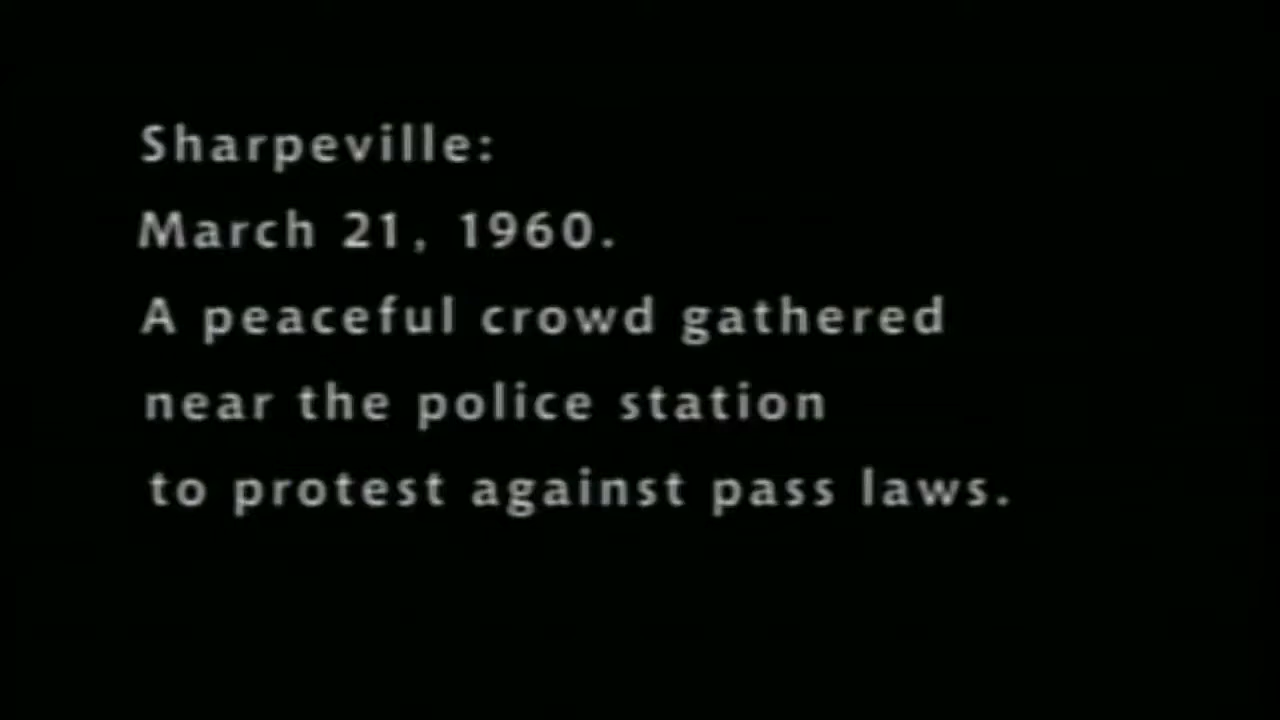 Sharpeville:
March 21, 1960.
A peaceful crowd gathered
near the police station
to protest against pass laws.